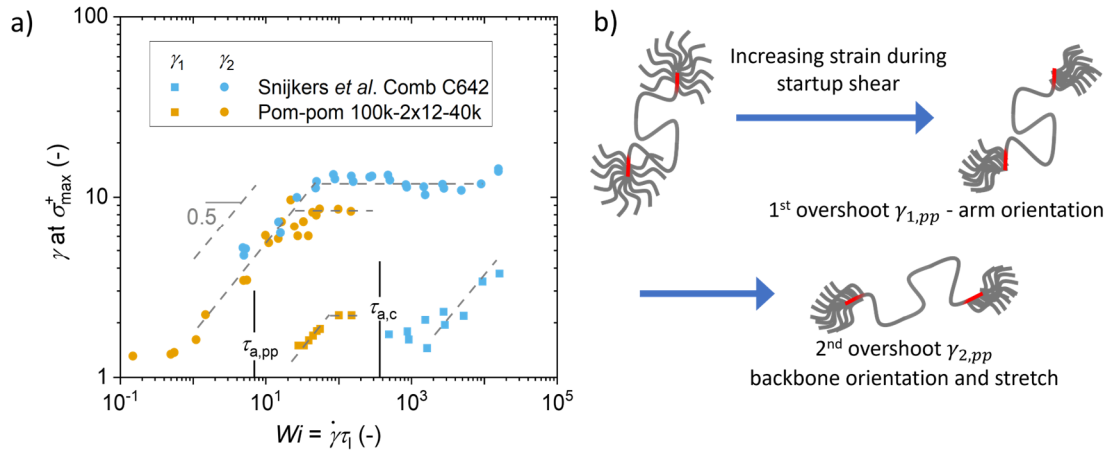 a)
100
10
1
γ at σ⁺max (-)
γ₁ γ₂
Snijkers et al. Comb C642
Pom-pom 100k-2x12-40k
0.5
τa,pp
τa,c
10⁻¹ 10¹ 10³ 10⁵
Wi = γ̇τl (-)
b)
Increasing strain during
startup shear
1st overshoot γ1,pp - arm orientation
2nd overshoot γ2,pp
backbone orientation and stretch